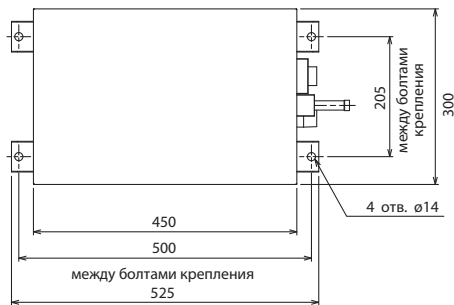 205
между болтами
крепления
300
4 отв. ø14
450
500
между болтами крепления
525